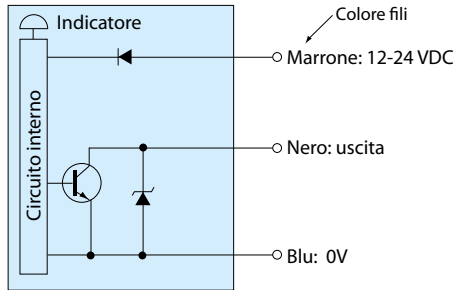 Colore fili
Indicatore
Marrone: 12-24 VDC
Circuito interno
Nero: uscita
Blu: 0V